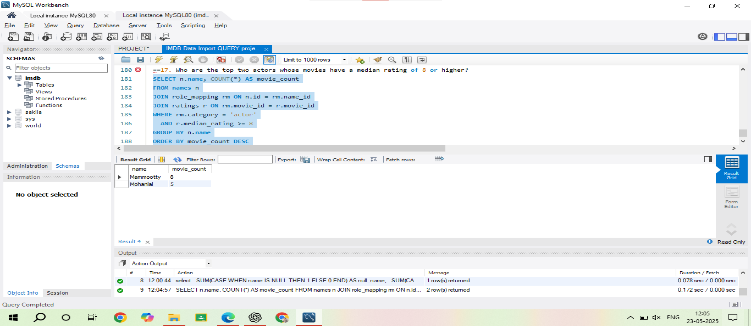 MySQL Workbench
Local instance MySQL80 × Local instance MySQL80 (imd... ×
File Edit View Query Database Server Tools Scripting Help
Navigator
SCHEMAS
Filter objects
imdb
Tables
Views
Stored Procedures
Functions
sakila
sys
world
Administration Schemas
Information
No object selected
Object Info Session
Query Completed
PROJECT* IMDB Data Import QUERY proje... ×
Limit to 1000 rows
180 --17. Who are the top two actors whose movies have a median rating of 8 or higher?
181 SELECT n.name, COUNT(*) AS movie_count
182 FROM names n
183 JOIN role_mapping rm ON n.id = rm.name_id
184 JOIN ratings r ON rm.movie_id = r.movie_id
185 WHERE rm.category = "actor"
186 AND r.median_rating >= 8
187 GROUP BY n.name
188 ORDER BY movie_count DESC
Result Grid Filter Rows: Export: Wrap Cell Content: Fetch rows:
name movie_count
Mammootty 8
Mohanlal 5
Result Grid
Form Editor
Result 4 × Read Only
Output
Action Output
# Time Action Message Duration / Fetch
8 12:00:44 select SUM(CASE WHEN name IS NULL THEN 1 ELSE 0 END) AS null_name, SUM(CA... 1 row(s) returned 0.078 sec / 0.000 sec
9 12:04:57 SELECT n.name, COUNT(*) AS movie_count FROM names n JOIN role_mapping rm ON n.id... 2 row(s) returned 0.172 sec / 0.000 sec
ENG 12:05
23-05-2025